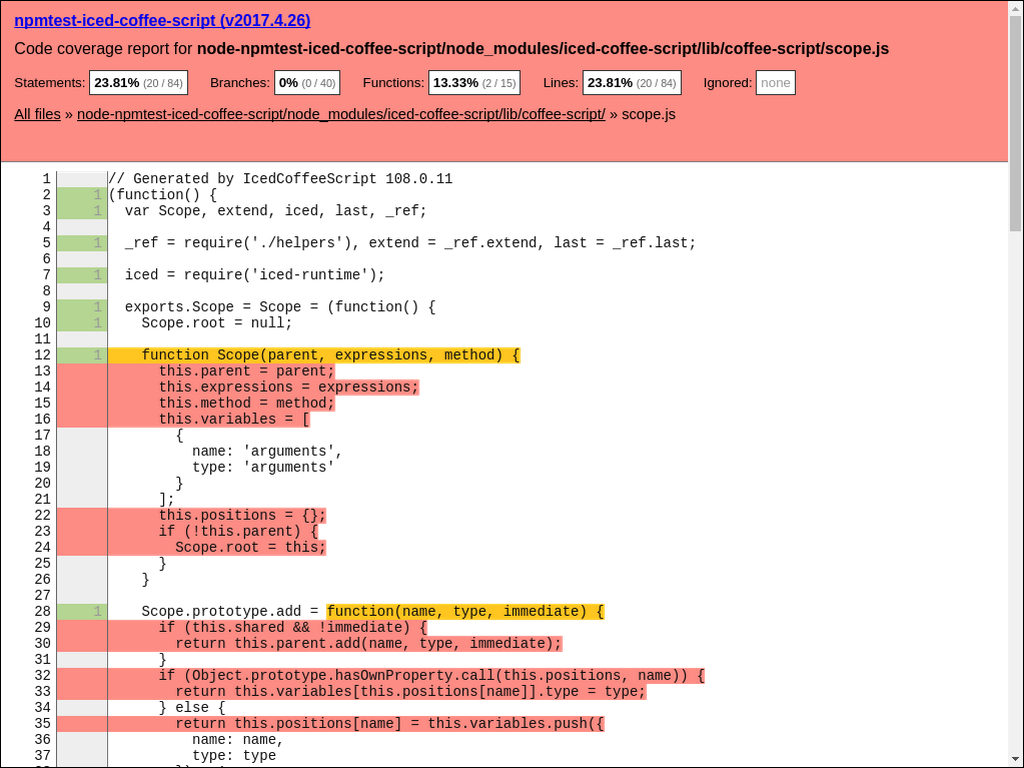 npmtest-iced-coffee-script (v2017.4.26)
Code coverage report for node-npmtest-iced-coffee-script/node_modules/iced-coffee-script/lib/coffee-script/scope.js
Statements: 23.81% (20 / 84) Branches: 0% (0 / 40) Functions: 13.33% (2 / 15) Lines: 23.81% (20 / 84) Ignored: none
All files » node-npmtest-iced-coffee-script/node_modules/iced-coffee-script/lib/coffee-script/ » scope.js
1 // Generated by IcedCoffeeScript 108.0.11
2 1 (function() {
3 1 var Scope, extend, iced, last, _ref;
4
5 1 _ref = require('./helpers'), extend = _ref.extend, last = _ref.last;
6
7 1 iced = require('iced-runtime');
8
9 1 exports.Scope = Scope = (function() {
10 1 Scope.root = null;
11
12 1 function Scope(parent, expressions, method) {
13 this.parent = parent;
14 this.expressions = expressions;
15 this.method = method;
16 this.variables = [
17 {
18 name: 'arguments',
19 type: 'arguments'
20 }
21 ];
22 this.positions = {};
23 if (!this.parent) {
24 Scope.root = this;
25 }
26 }
27
28 1 Scope.prototype.add = function(name, type, immediate) {
29 if (this.shared && !immediate) {
30 return this.parent.add(name, type, immediate);
31 }
32 if (Object.prototype.hasOwnProperty.call(this.positions, name)) {
33 return this.variables[this.positions[name]].type = type;
34 } else {
35 return this.positions[name] = this.variables.push({
36 name: name,
37 type: type